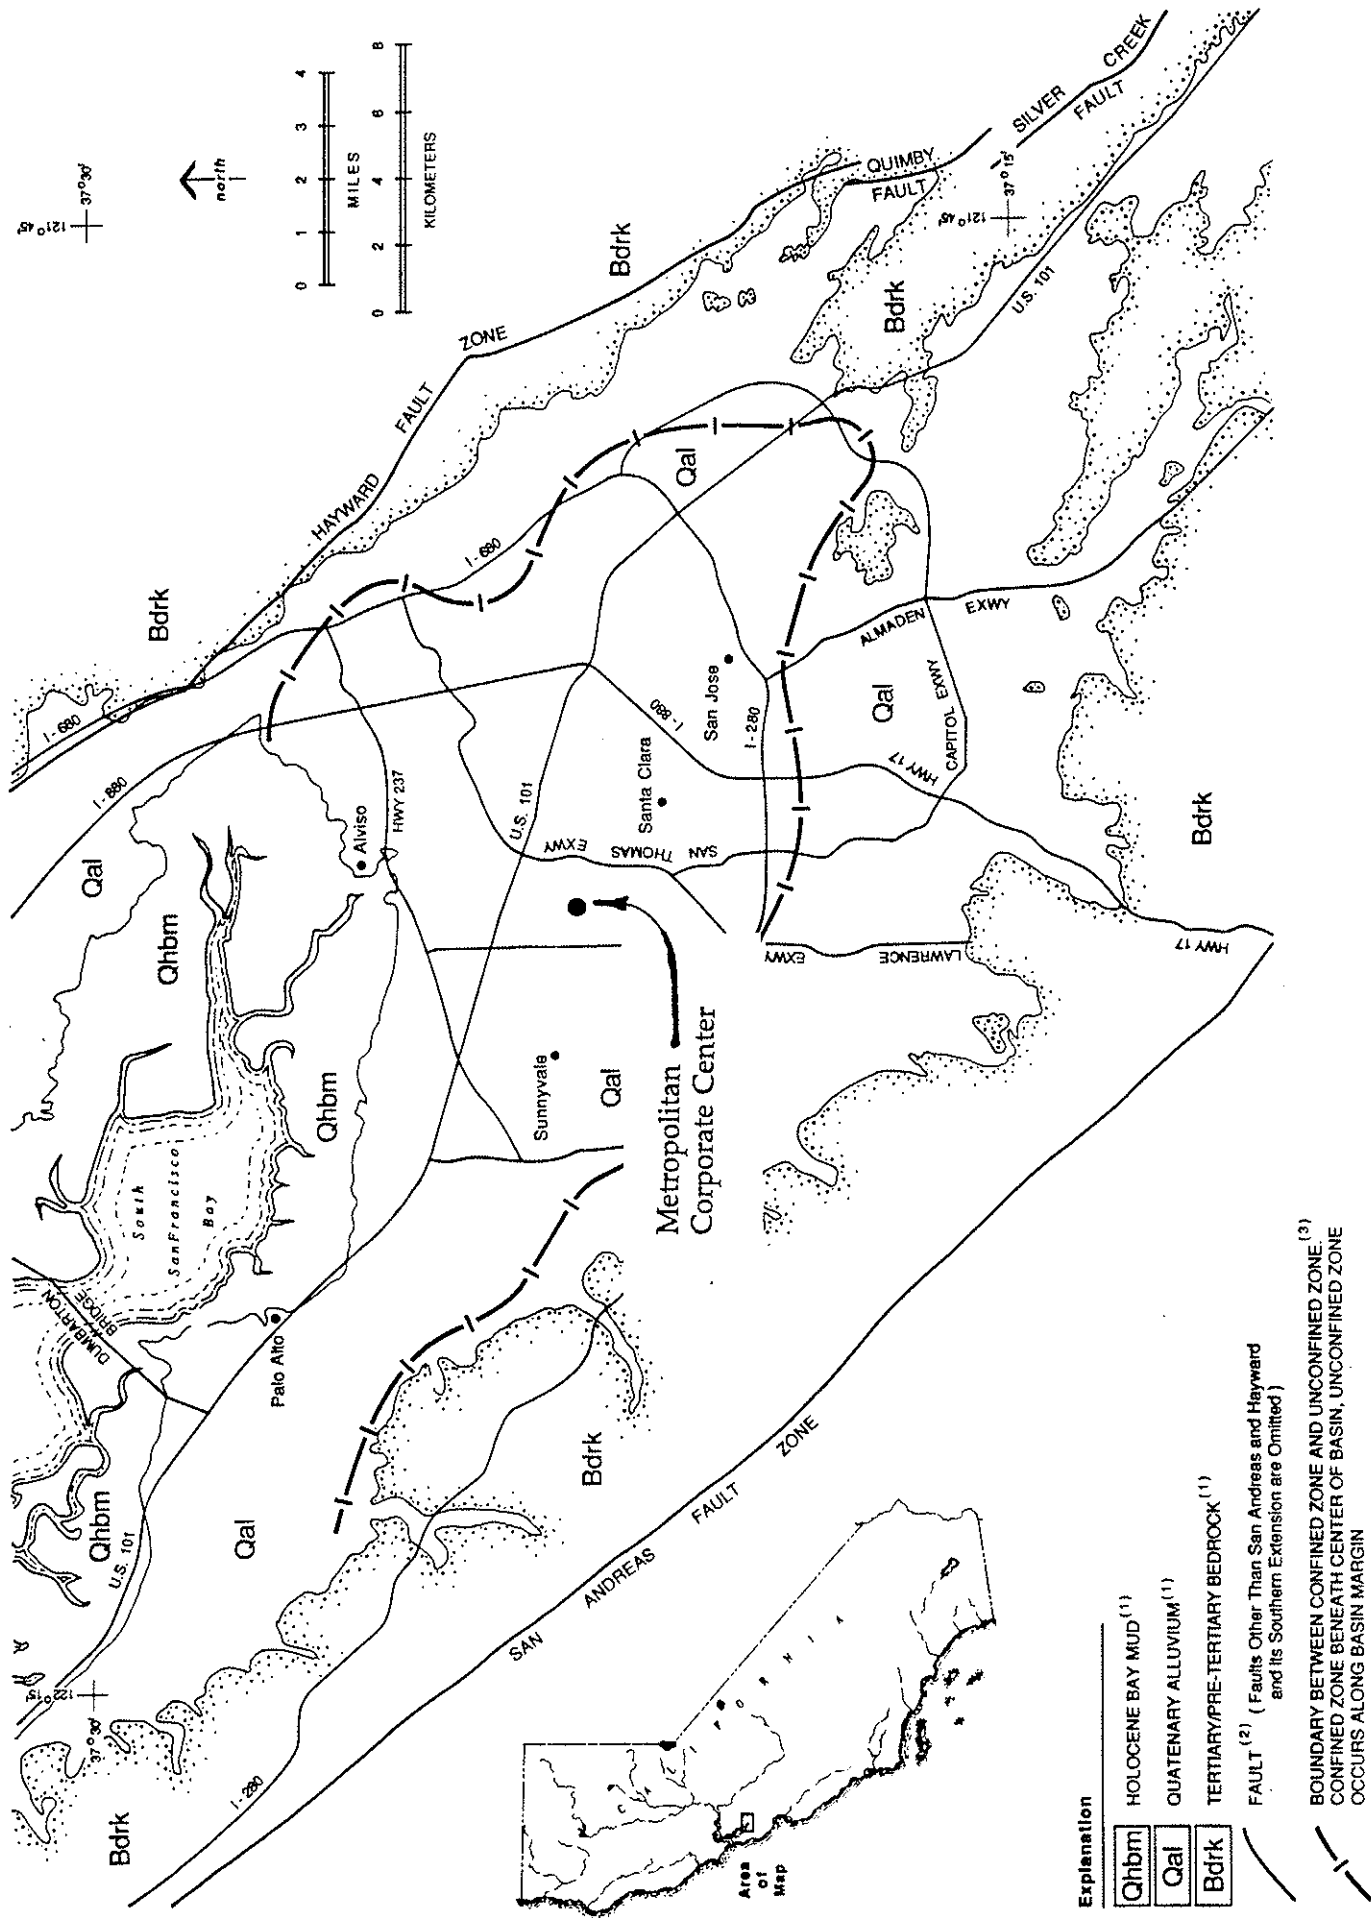 121° 45'
37° 30'
north
0 1 2 3 4
MILES
0 2 4 6 8
KILOMETERS
Bdrk
HAYWARD
FAULT
ZONE
Bdrk
QUIMBY
FAULT
SILVER
CREEK
FAULT
121° 45'
37° 15'
Bdrk
U.S. 101
I-680
I-880
Qal
Qhbm
Alviso
HWY 237
I-680
Qal
U.S. 101
SAN
THOMAS
EXWY
Santa Clara
San Jose
I-880
I-280
ALMADEN
EXWY
Qal
CAPITOL
EXWY
HWY 17
Bdrk
HWY 17
LAWRENCE
EXWY
DUMBARTON
BRIDGE
South
SanFrancisco
Bay
Qhbm
Sunnyvale
Qal
Metropolitan
Corporate Center
Palo Alto
Qhbm
U.S. 101
Qal
Bdrk
122° 15'
37° 30'
Bdrk
I-280
SAN
ANDREAS
FAULT
ZONE
CALIFORNIA
Area
of
Map
Explanation
Qhbm HOLOCENE BAY MUD (1)
Qal QUATENARY ALLUVIUM (1)
Bdrk TERTIARY/PRE-TERTIARY BEDROCK (1)
FAULT (2) ( Faults Other Than San Andreas and Hayward
and Its Southern Extension are Omitted )
BOUNDARY BETWEEN CONFINED ZONE AND UNCONFINED ZONE. (3)
CONFINED ZONE BENEATH CENTER OF BASIN, UNCONFINED ZONE
OCCURS ALONG BASIN MARGIN